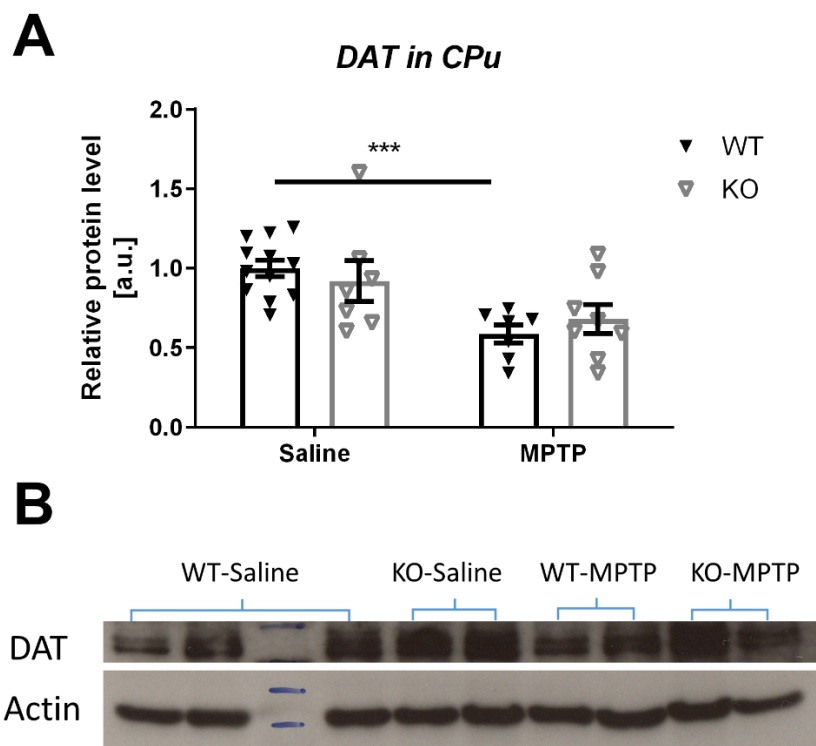 A
DAT in CPu
Relative protein level
[a.u.]
2.0
1.5
1.0
0.5
0.0
***
WT
KO
Saline MPTP
B
WT-Saline KO-Saline WT-MPTP KO-MPTP
DAT
Actin